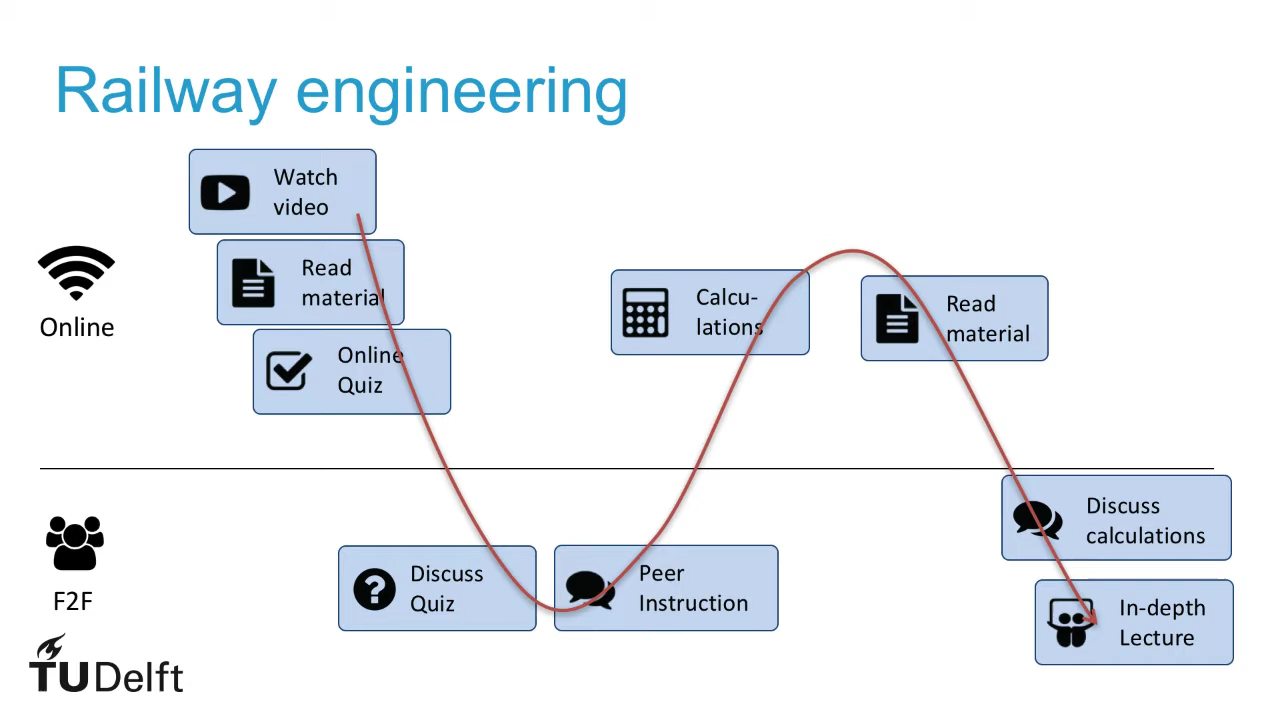 Railway engineering
Watch
video
Read
material
Online
Quiz
Online
Calcu-
lations
Read
material
Discuss
calculations
Discuss
Quiz
Peer
Instruction
In-depth
Lecture
F2F
TUDelft